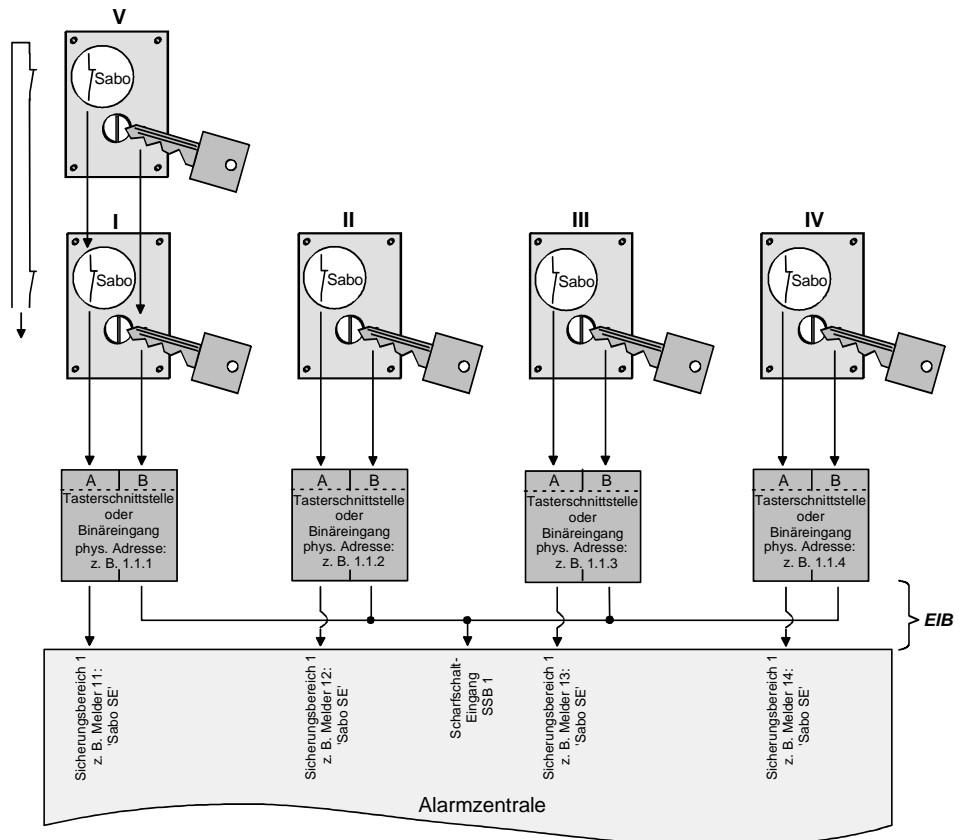 V
Sabo
I
II
III
IV
Sabo
Sabo
Sabo
Sabo
A B
Tasterschnittstelle
oder
Binäreingang
phys. Adresse:
z. B. 1.1.1
A B
Tasterschnittstelle
oder
Binäreingang
phys. Adresse:
z. B. 1.1.2
A B
Tasterschnittstelle
oder
Binäreingang
phys. Adresse:
z. B. 1.1.3
A B
Tasterschnittstelle
oder
Binäreingang
phys. Adresse:
z. B. 1.1.4
EIB
Sicherungsbereich 1
z. B. Melder 11:
'Sabo SE'
Sicherungsbereich 1
z. B. Melder 12:
'Sabo SE'
Scharfschalt-
Eingang
SSB 1
Sicherungsbereich 1
z. B. Melder 13:
'Sabo SE'
Sicherungsbereich 1
z. B. Melder 14:
'Sabo SE'
Alarmzentrale